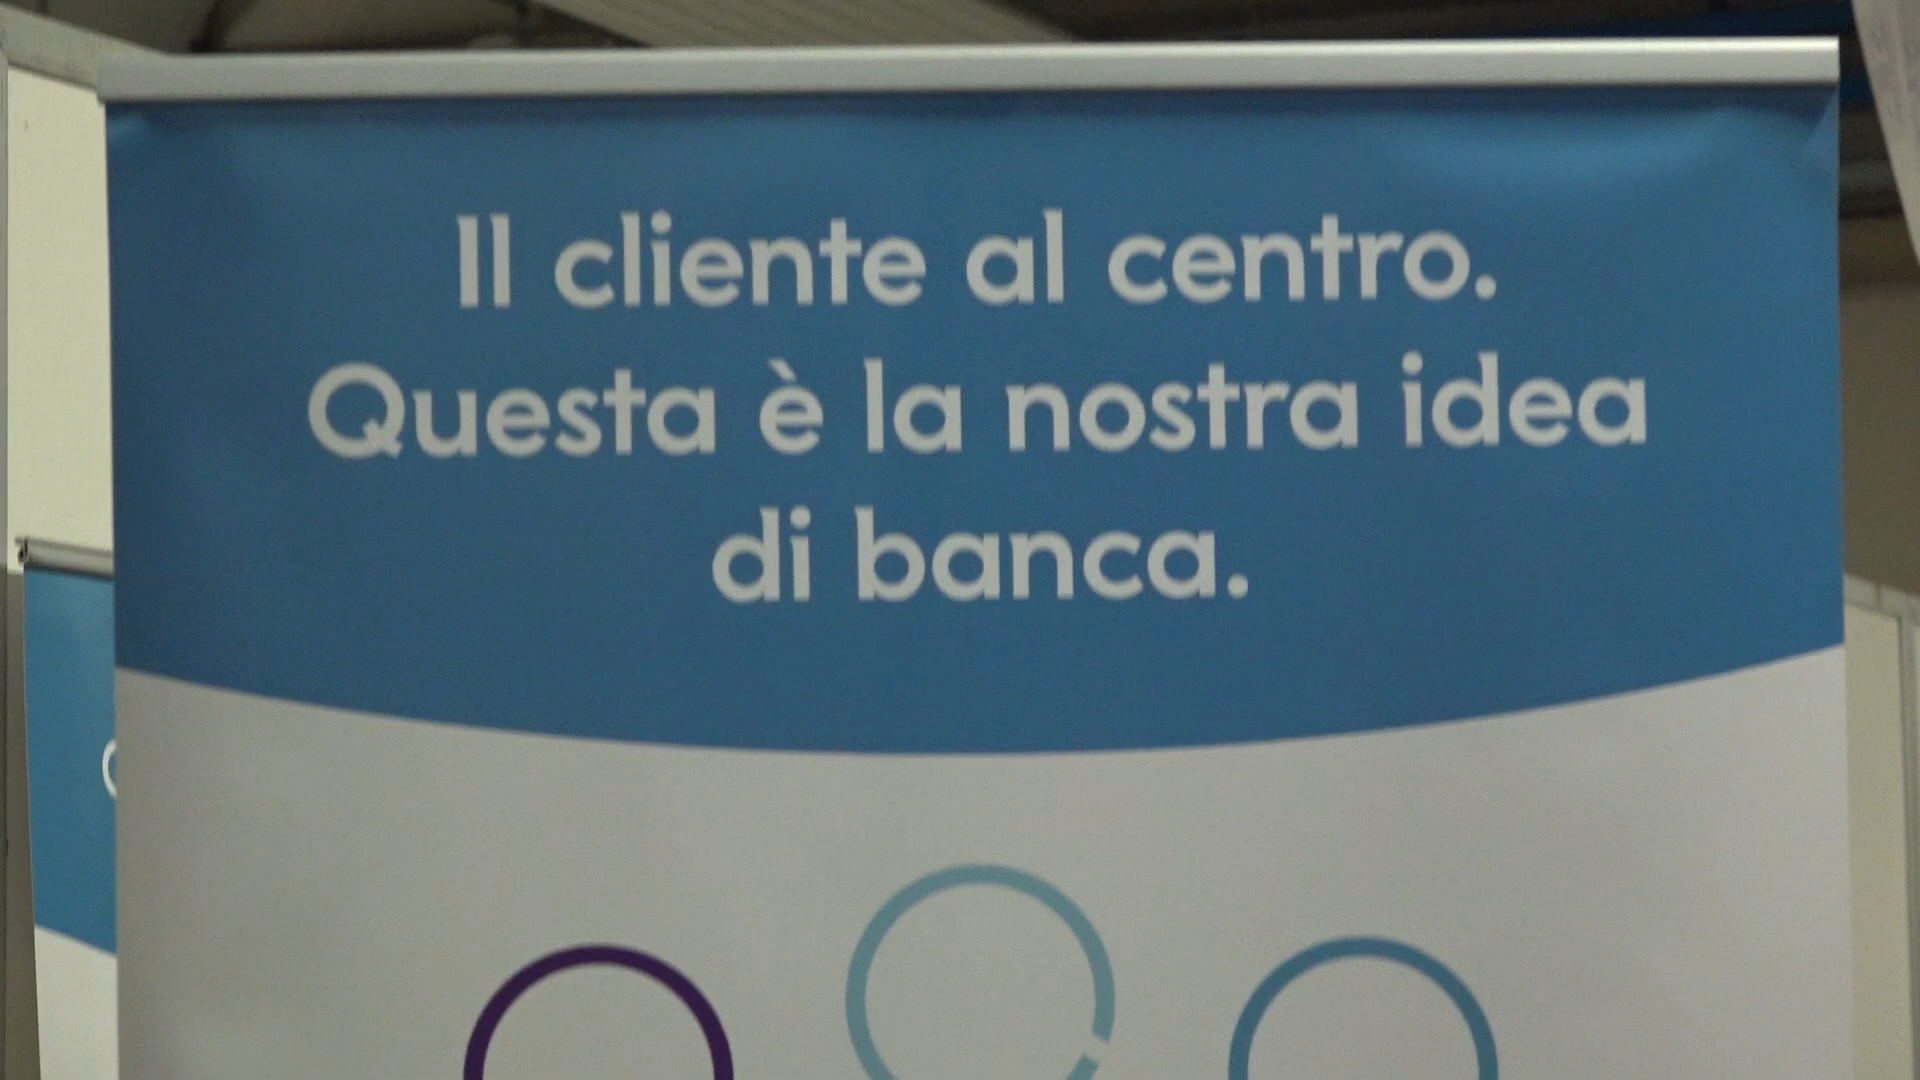 Il cliente al centro.
Questa è la nostra idea
di banca.